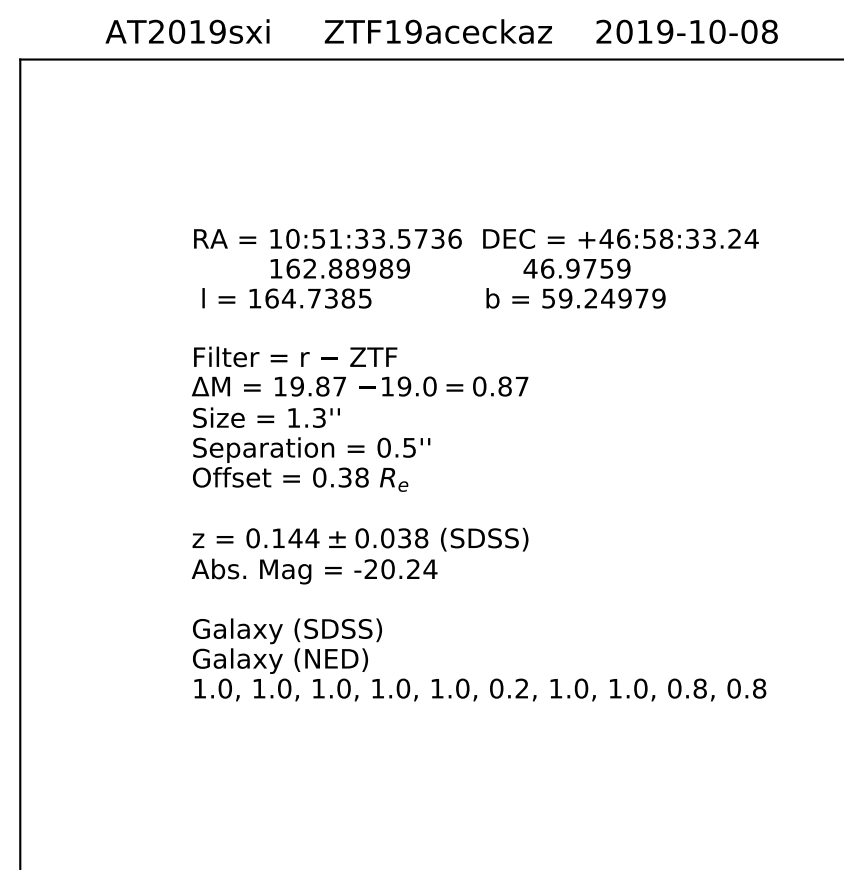 AT2019sxi ZTF19aceckaz 2019-10-08
RA = 10:51:33.5736 DEC = +46:58:33.24
162.88989 46.9759
l = 164.7385 b = 59.24979
Filter = r − ZTF
ΔM = 19.87 −19.0 = 0.87
Size = 1.3''
Separation = 0.5''
Offset = 0.38 Re
z = 0.144 ± 0.038 (SDSS)
Abs. Mag = -20.24
Galaxy (SDSS)
Galaxy (NED)
1.0, 1.0, 1.0, 1.0, 1.0, 0.2, 1.0, 1.0, 0.8, 0.8